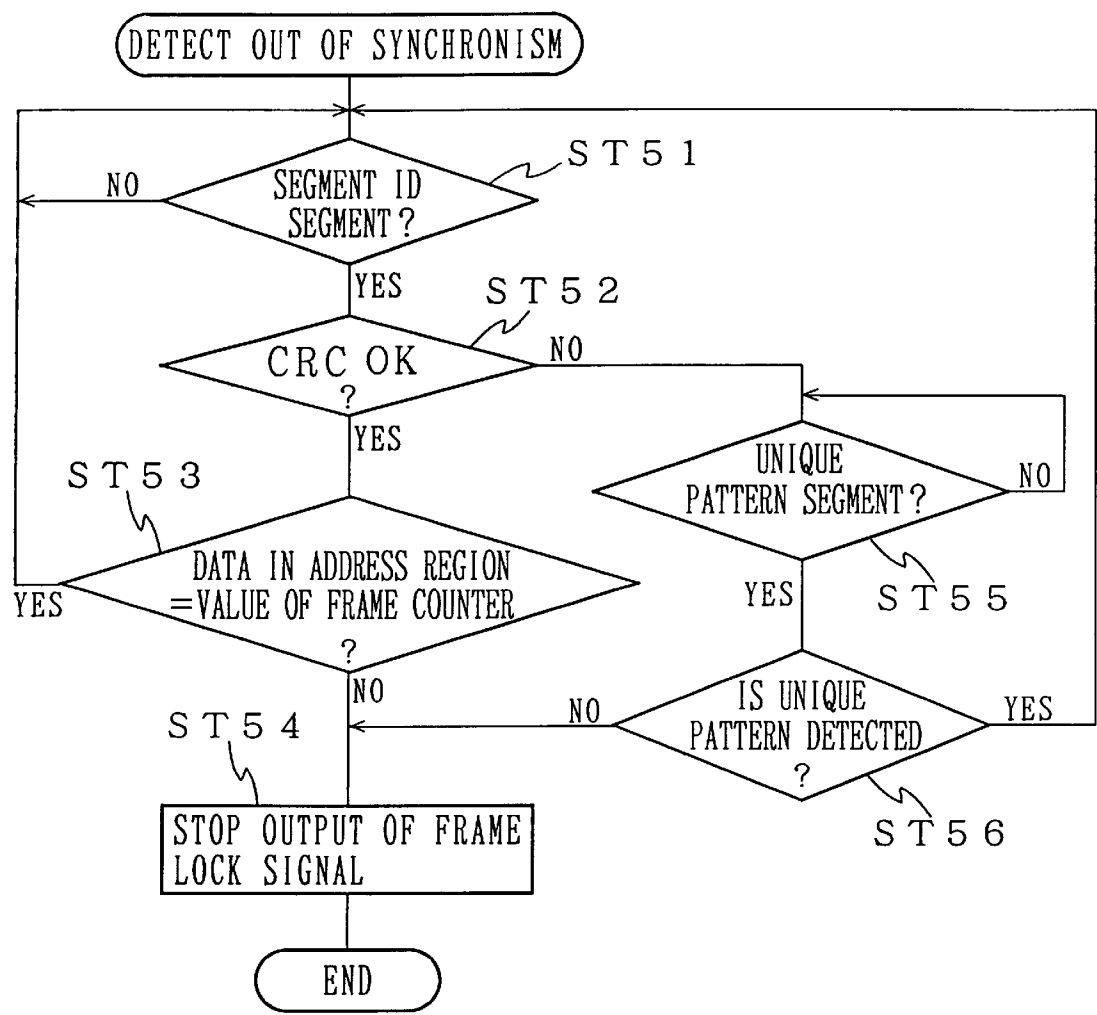 DETECT OUT OF SYNCHRONISM
ST51
NO
SEGMENT ID
SEGMENT?
YES
ST52
CRC OK
?
NO
YES
ST53
UNIQUE
PATTERN SEGMENT?
NO
DATA IN ADDRESS REGION
=VALUE OF FRAME COUNTER
?
YES
ST55
YES
NO
IS UNIQUE
PATTERN DETECTED
?
NO
YES
ST54
ST56
STOP OUTPUT OF FRAME
LOCK SIGNAL
END